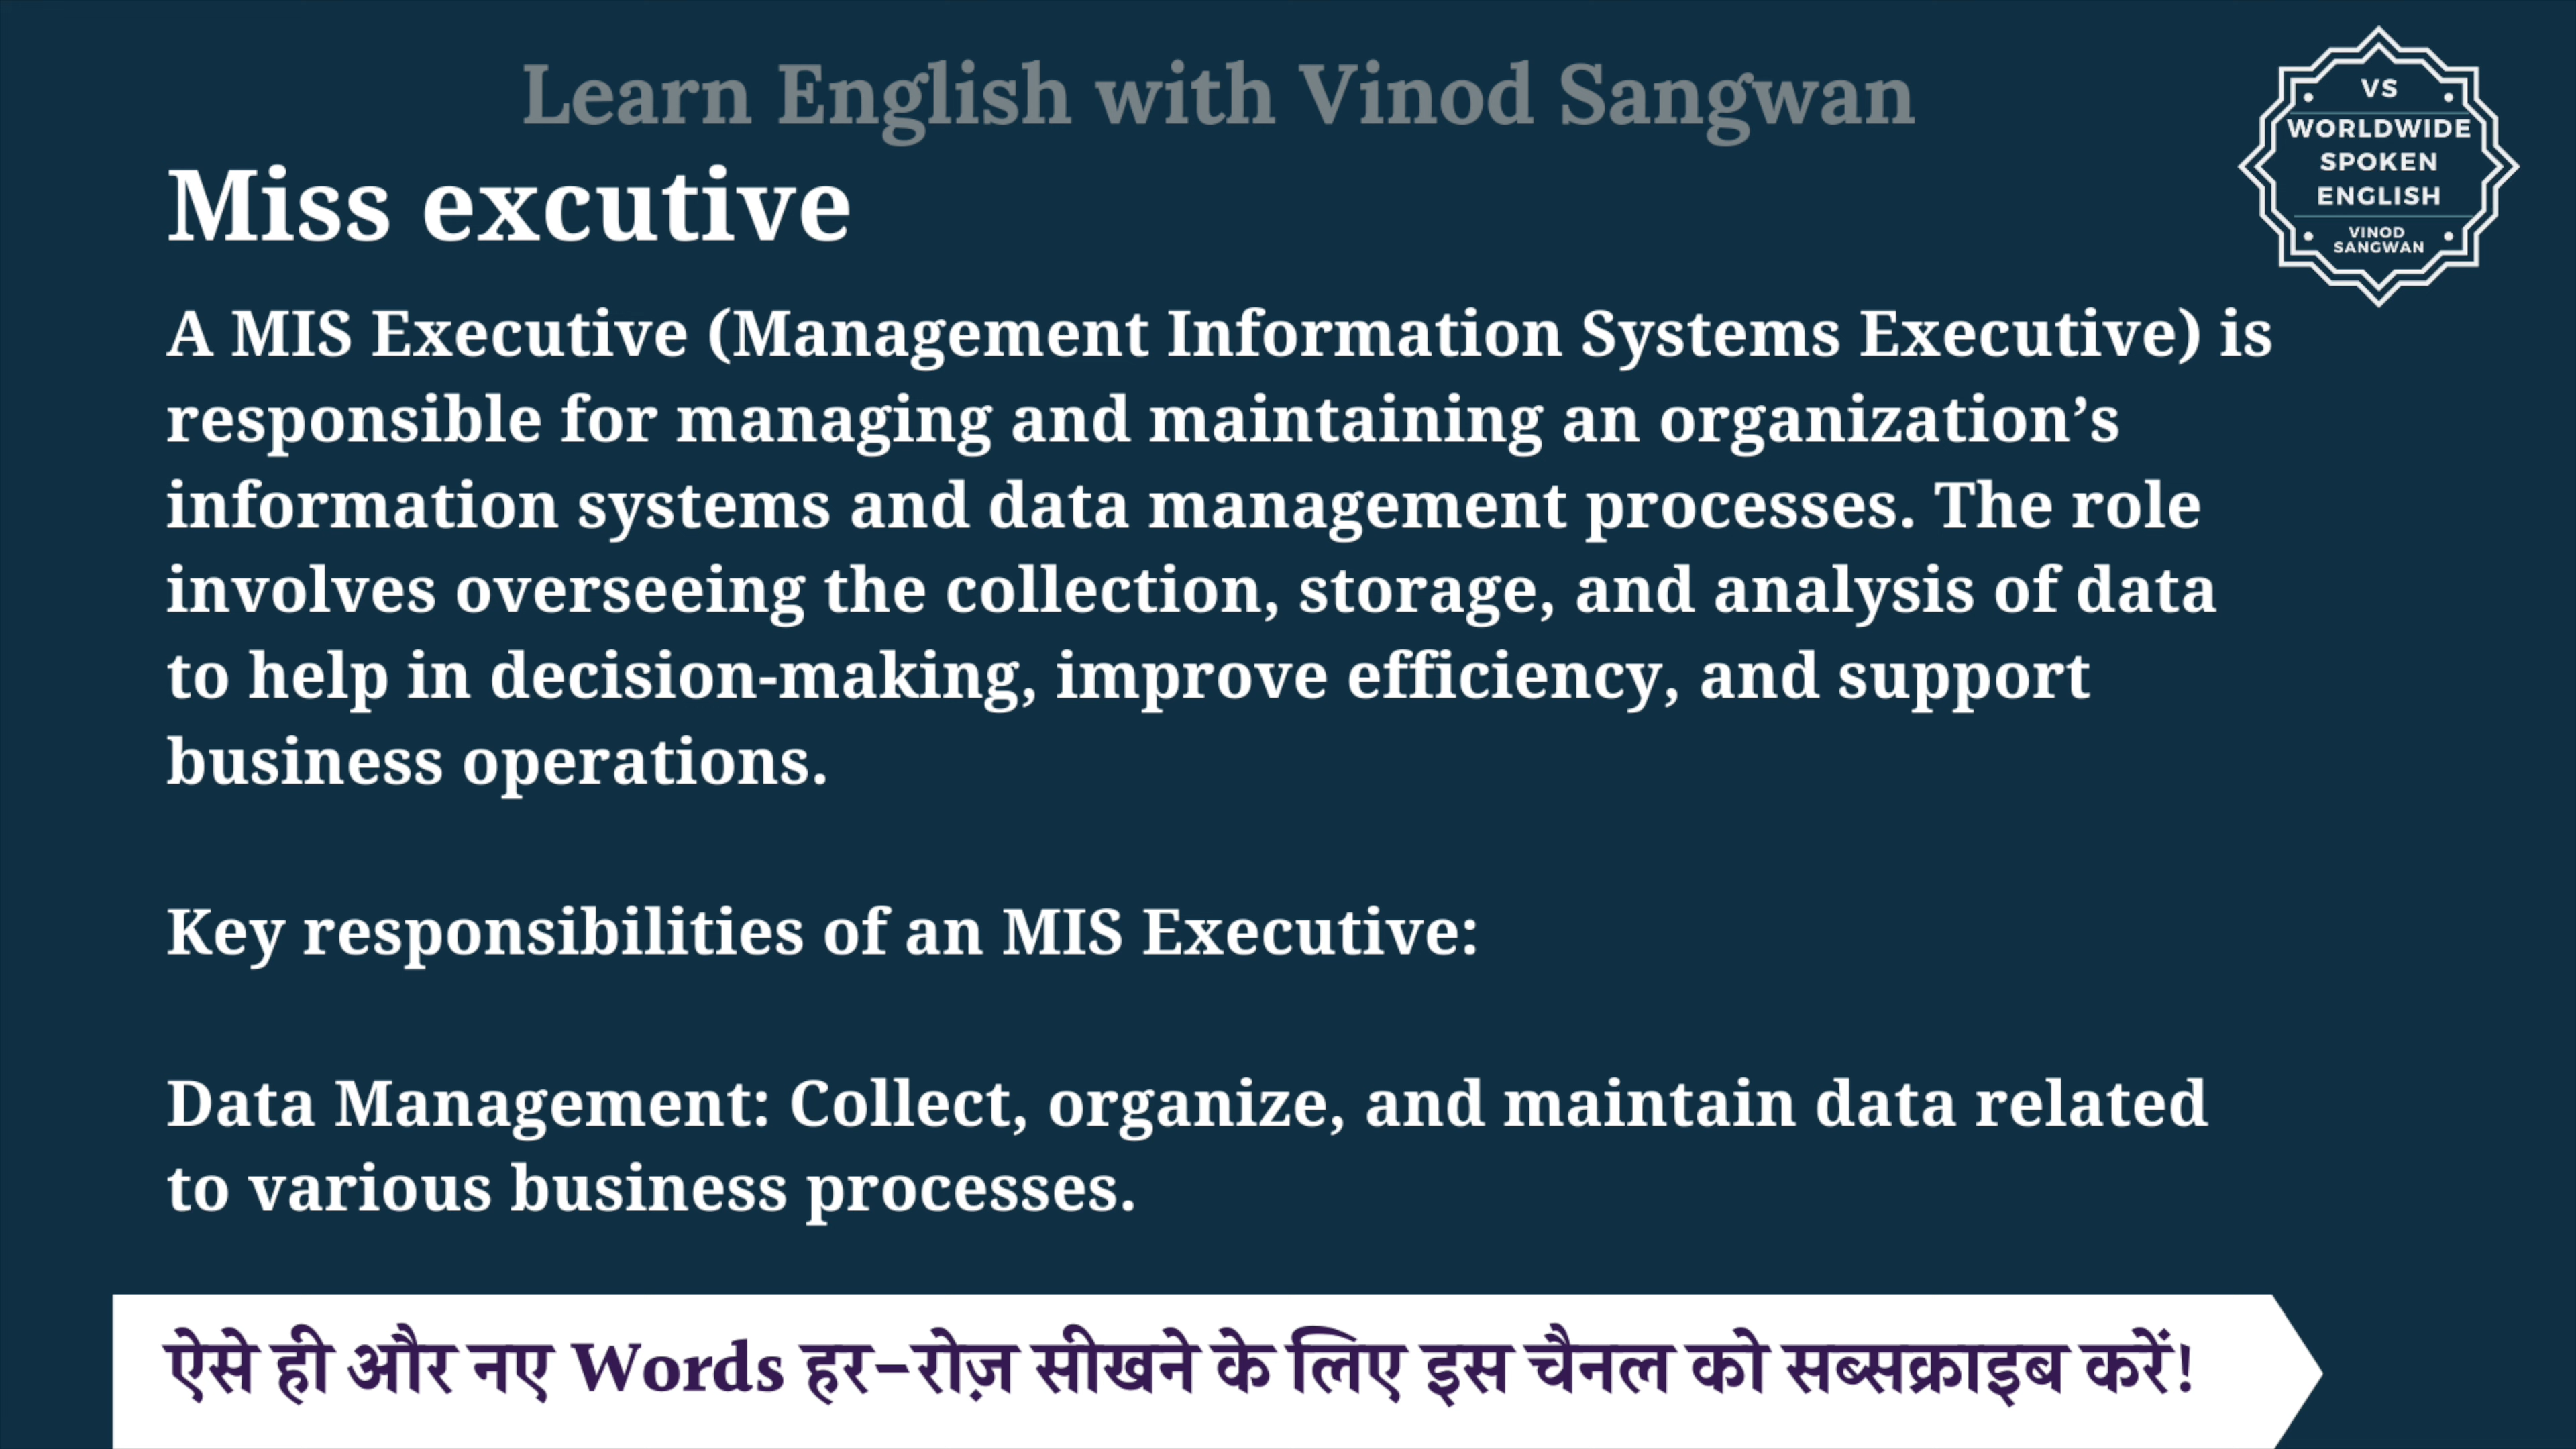 Learn English with Vinod Sangwan
VS
WORLDWIDE
SPOKEN
ENGLISH
VINOD
SANGWAN
Miss excutive
A MIS Executive (Management Information Systems Executive) is
responsible for managing and maintaining an organization’s
information systems and data management processes. The role
involves overseeing the collection, storage, and analysis of data
to help in decision-making, improve efficiency, and support
business operations.
Key responsibilities of an MIS Executive:
Data Management: Collect, organize, and maintain data related
to various business processes.
ऐसे ही और नए Words हर-रोज़ सीखने के लिए इस चैनल को सब्सक्राइब करें!